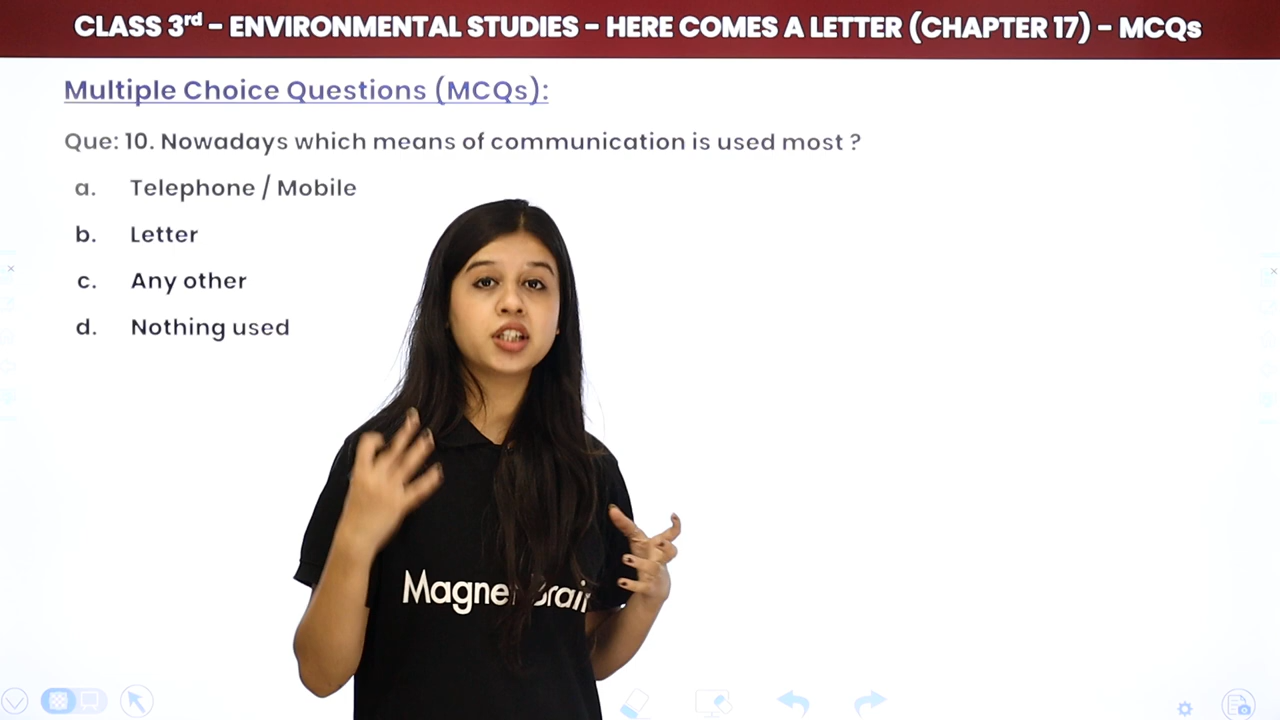 CLASS 3rd – ENVIRONMENTAL STUDIES – HERE COMES A LETTER (CHAPTER 17) – MCQs
Multiple Choice Questions (MCQs):
Que: 10. Nowadays which means of communication is used most ?
a. Telephone / Mobile
b. Letter
c. Any other
d. Nothing used